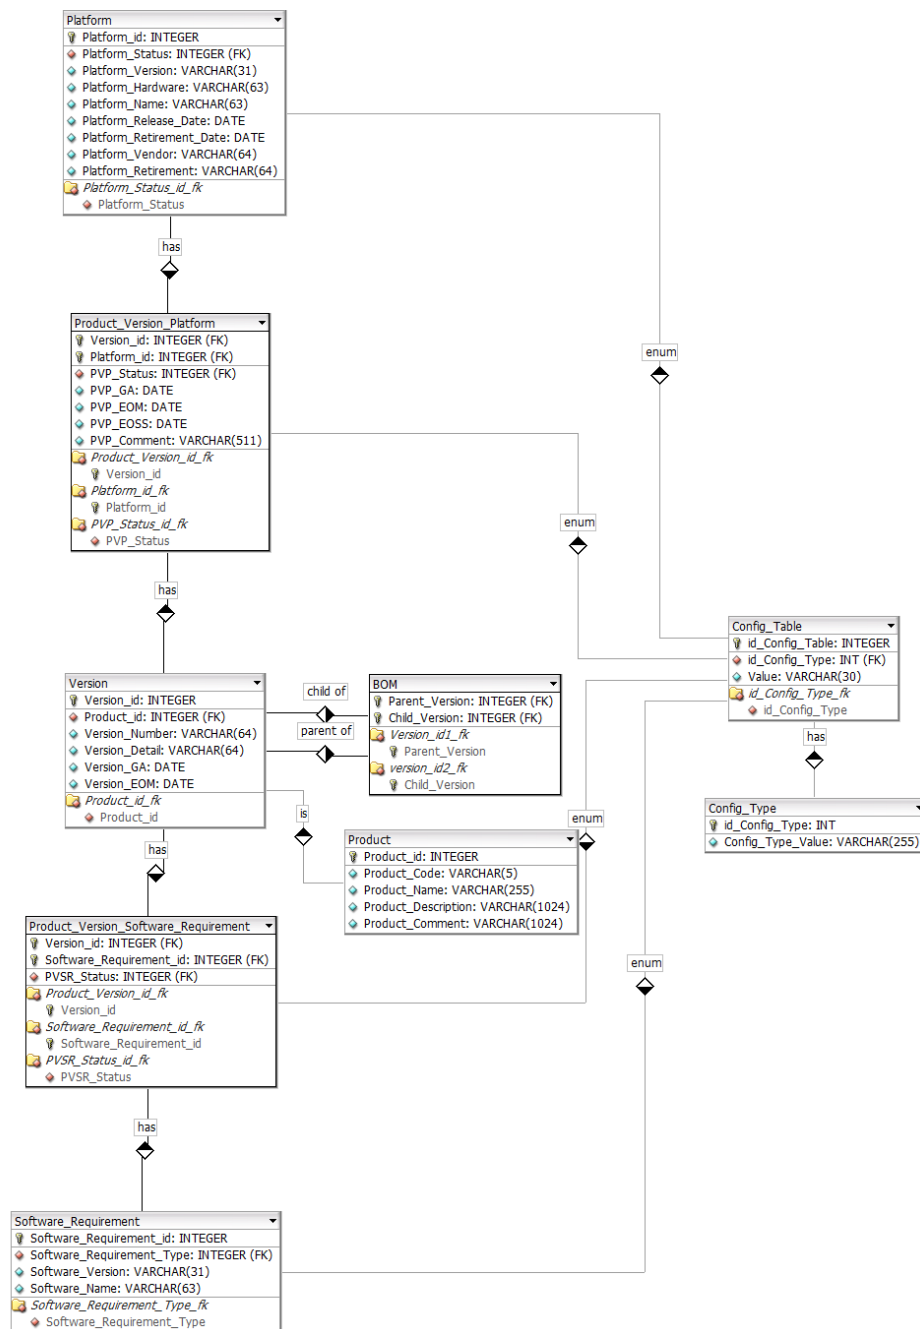 Platform
Platform_id: INTEGER
Platform_Status: INTEGER (FK)
Platform_Version: VARCHAR(31)
Platform_Hardware: VARCHAR(63)
Platform_Name: VARCHAR(63)
Platform_Release_Date: DATE
Platform_Retirement_Date: DATE
Platform_Vendor: VARCHAR(64)
Platform_Retirement: VARCHAR(64)
Platform_Status_id_fk
Platform_Status
has
Product_Version_Platform
Version_id: INTEGER (FK)
Platform_id: INTEGER (FK)
PVP_Status: INTEGER (FK)
PVP_GA: DATE
PVP_EOM: DATE
PVP_EOSS: DATE
PVP_Comment: VARCHAR(511)
Product_Version_id_fk
Version_id
Platform_id_fk
Platform_id
PVP_Status_id_fk
PVP_Status
enum
enum
has
Config_Table
id_Config_Table: INTEGER
id_Config_Type: INT (FK)
Value: VARCHAR(30)
id_Config_Type_fk
id_Config_Type
has
Config_Type
id_Config_Type: INT
Config_Type_Value: VARCHAR(255)
Version
Version_id: INTEGER
Product_id: INTEGER (FK)
Version_Number: VARCHAR(64)
Version_Detail: VARCHAR(64)
Version_GA: DATE
Version_EOM: DATE
Product_id_fk
Product_id
child of
parent of
BOM
Parent_Version: INTEGER (FK)
Child_Version: INTEGER (FK)
Version_id1_fk
Parent_Version
version_id2_fk
Child_Version
is
enum
Product
Product_id: INTEGER
Product_Code: VARCHAR(5)
Product_Name: VARCHAR(255)
Product_Description: VARCHAR(1024)
Product_Comment: VARCHAR(1024)
has
Product_Version_Software_Requirement
Version_id: INTEGER (FK)
Software_Requirement_id: INTEGER (FK)
PVSR_Status: INTEGER (FK)
Product_Version_id_fk
Version_id
Software_Requirement_id_fk
Software_Requirement_id
PVSR_Status_id_fk
PVSR_Status
enum
has
Software_Requirement
Software_Requirement_id: INTEGER
Software_Requirement_Type: INTEGER (FK)
Software_Version: VARCHAR(31)
Software_Name: VARCHAR(63)
Software_Requirement_Type_fk
Software_Requirement_Type